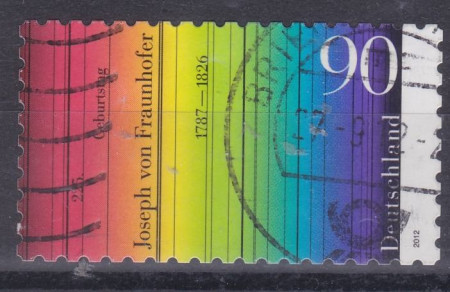 225.
Geburtstag
Joseph von Fraunhofer
1787–1826
90
Deutschland
2012